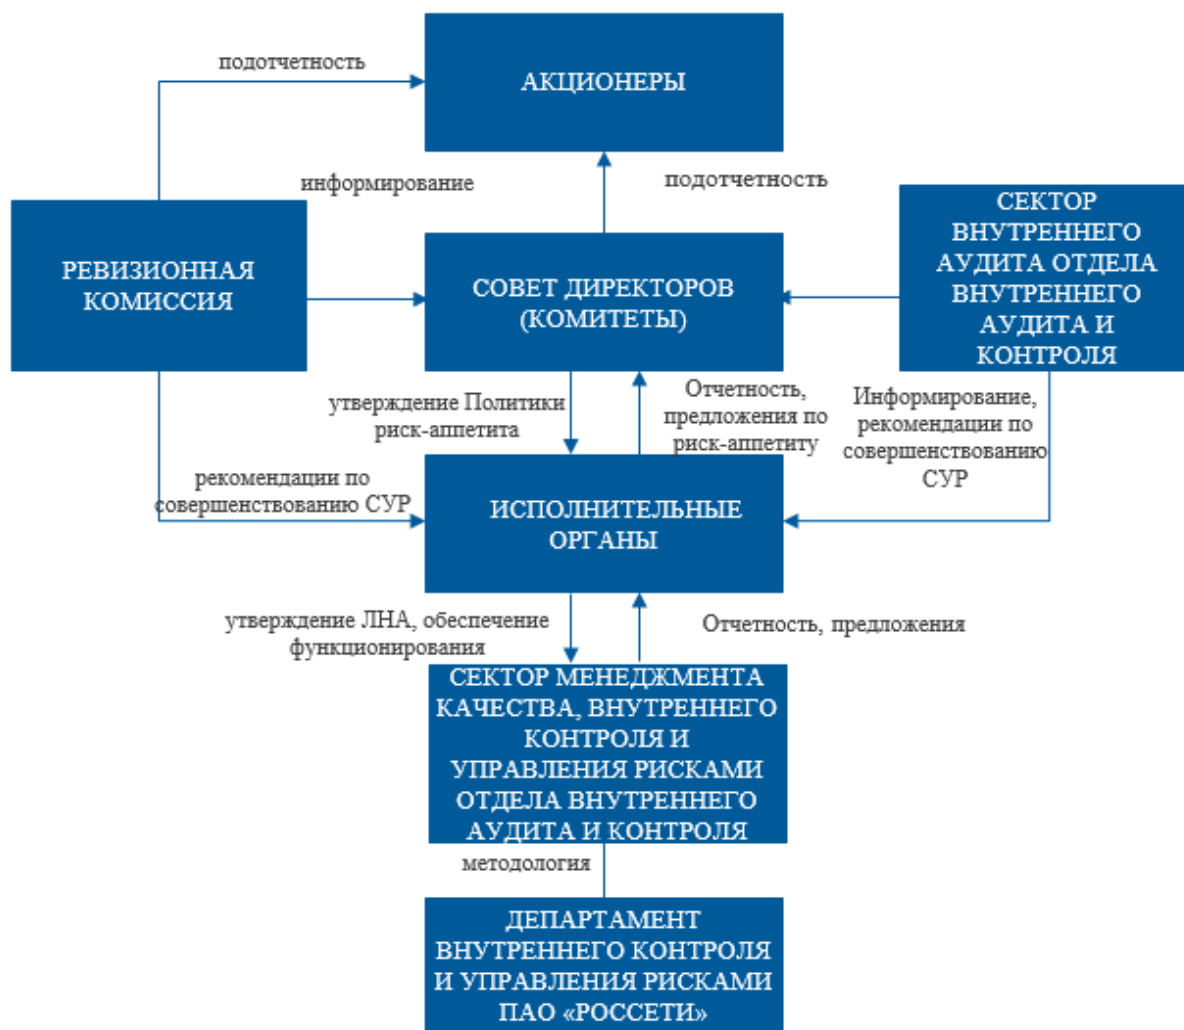 подотчетность
АКЦИОНЕРЫ
информирование
подотчетность
РЕВИЗИОННАЯ
КОМИССИЯ
СОВЕТ ДИРЕКТОРОВ
(КОМИТЕТЫ)
СЕКТОР
ВНУТРЕННЕГО
АУДИТА ОТДЕЛА
ВНУТРЕННЕГО
АУДИТА И
КОНТРОЛЯ
утверждение Политики
риск-аппетита
Отчетность,
предложения по
риск-аппетиту
Информирование,
рекомендации по
совершенствованию
СУР
рекомендации по
совершенствованию СУР
ИСПОЛНИТЕЛЬНЫЕ
ОРГАНЫ
утверждение ЛНА, обеспечение
функционирования
Отчетность, предложения
СЕКТОР МЕНЕДЖМЕНТА
КАЧЕСТВА, ВНУТРЕННЕГО
КОНТРОЛЯ И
УПРАВЛЕНИЯ РИСКАМИ
ОТДЕЛА ВНУТРЕННЕГО
АУДИТА И КОНТРОЛЯ
методология
ДЕПАРТАМЕНТ
ВНУТРЕННЕГО КОНТРОЛЯ
И УПРАВЛЕНИЯ РИСКАМИ
ПАО «РОССЕТИ»